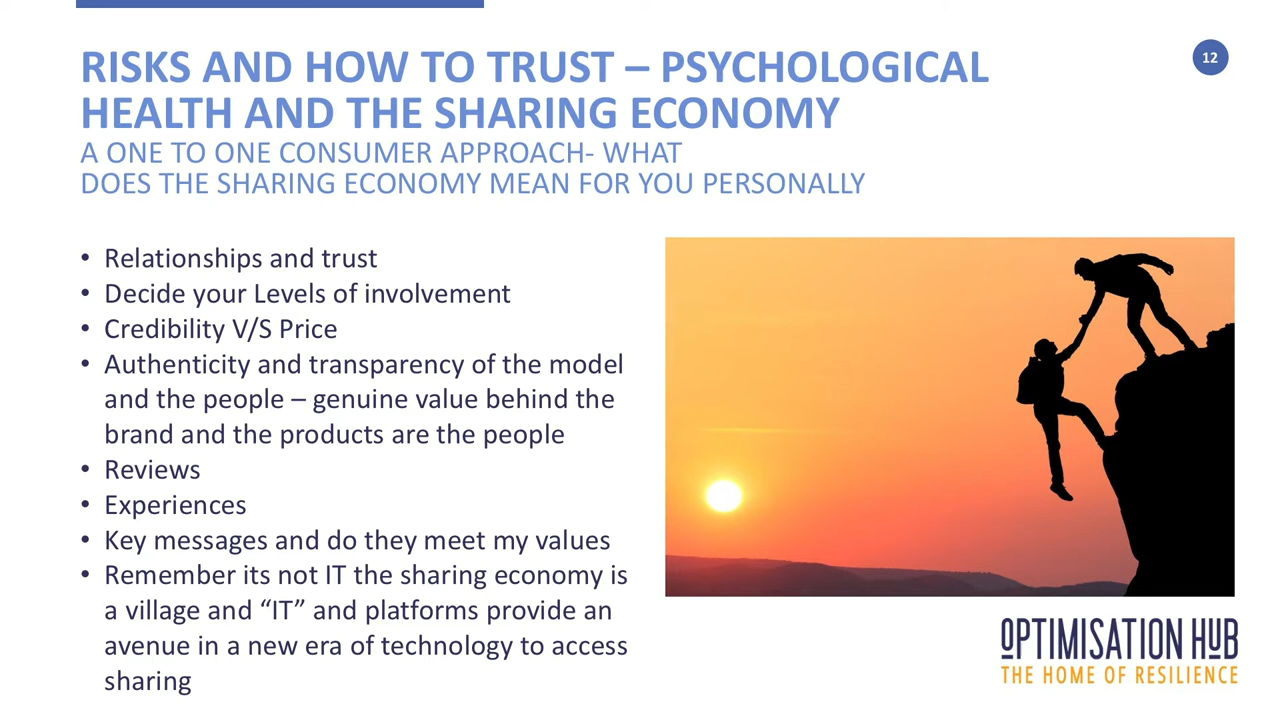 RISKS AND HOW TO TRUST – PSYCHOLOGICAL
HEALTH AND THE SHARING ECONOMY
12
A ONE TO ONE CONSUMER APPROACH- WHAT
DOES THE SHARING ECONOMY MEAN FOR YOU PERSONALLY
• Relationships and trust
• Decide your Levels of involvement
• Credibility V/S Price
• Authenticity and transparency of the model
and the people – genuine value behind the
brand and the products are the people
• Reviews
• Experiences
• Key messages and do they meet my values
• Remember its not IT the sharing economy is
a village and “IT” and platforms provide an
avenue in a new era of technology to access
sharing
OPTIMISATION HUB
THE HOME OF RESILIENCE